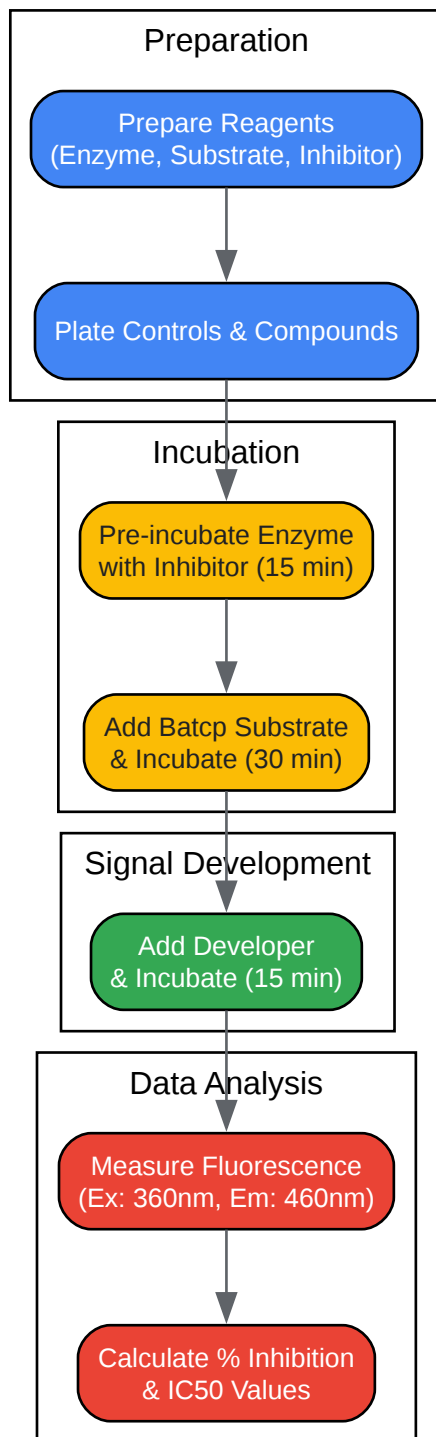 Preparation
Prepare Reagents
(Enzyme, Substrate, Inhibitor)
Plate Controls & Compounds
Incubation
Pre-incubate Enzyme
with Inhibitor (15 min)
Add Batcp Substrate
& Incubate (30 min)
Signal Development
Add Developer
& Incubate (15 min)
Data Analysis
Measure Fluorescence
(Ex: 360nm, Em: 460nm)
Calculate % Inhibition
& IC50 Values